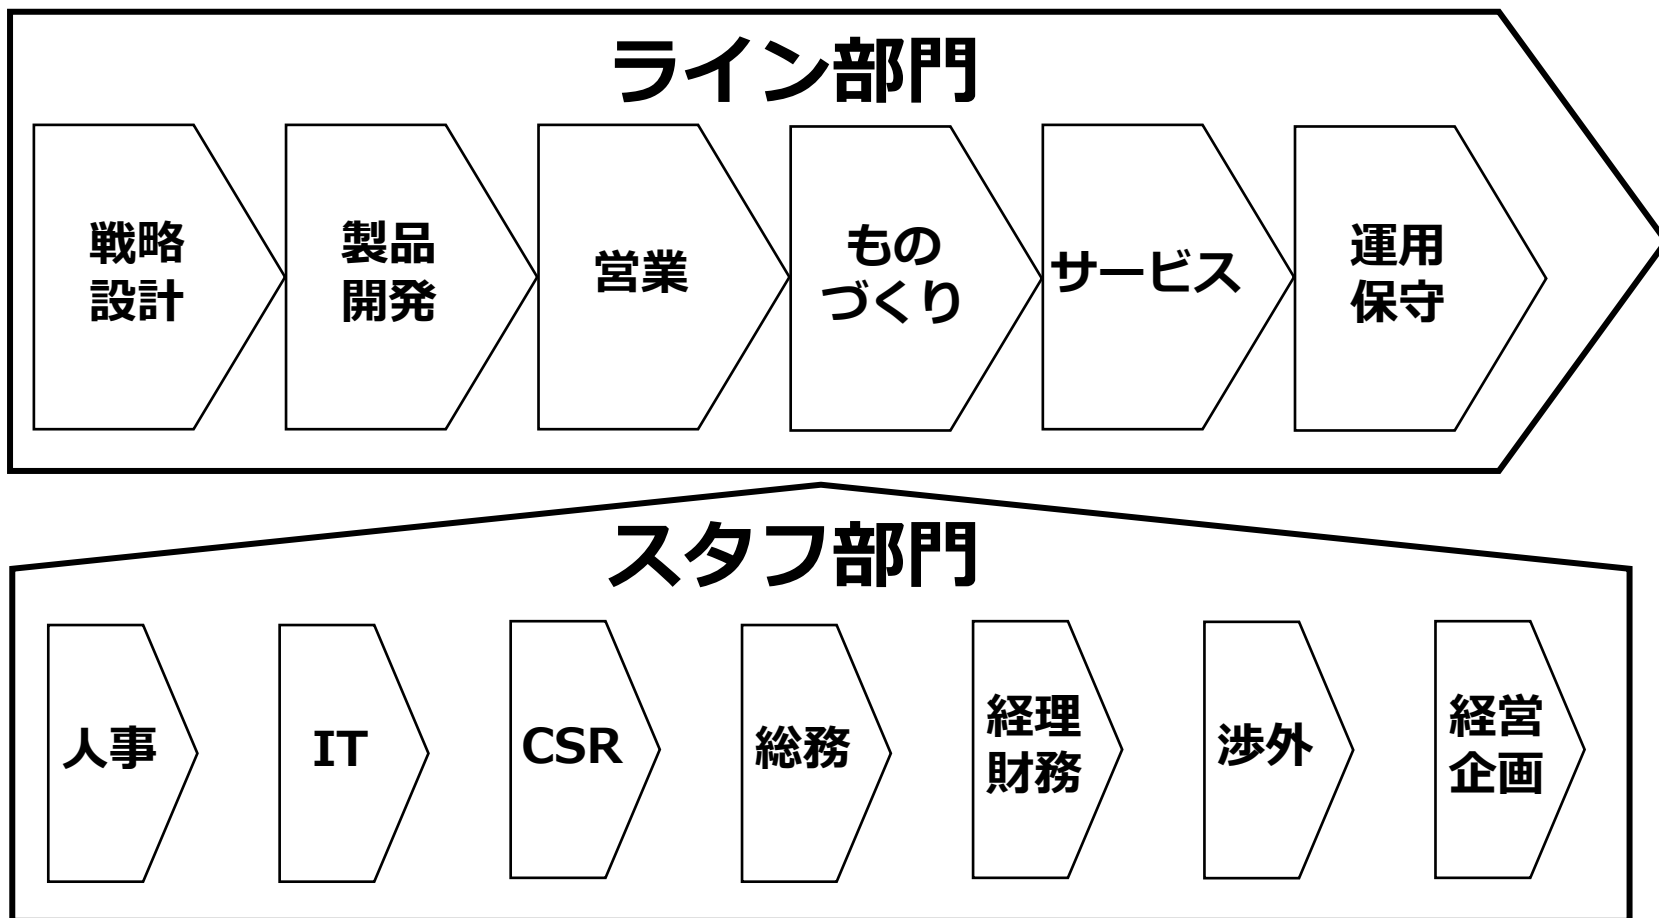 ライン部門
戦略
設計
製品
開発
営業
もの
づくり
サービス
運用
保守
スタフ部門
人事
IT
CSR
総務
経理
財務
渉外
経営
企画